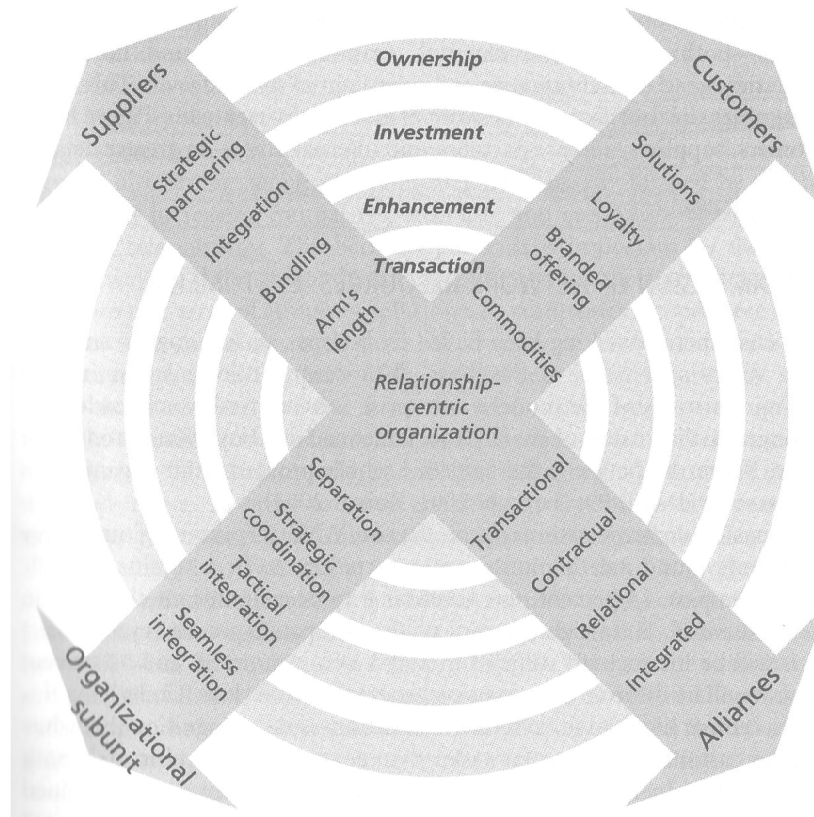 Ownership
Investment
Enhancement
Transaction
Suppliers
Strategic
partnering
Integration
Bundling
Arm's
length
Customers
Solutions
Loyalty
Branded
offering
Commodities
Relationship-
centric
organization
Separation
Strategic
coordination
Tactical
integration
Seamless
integration
Organizational
subunit
Transactional
Contractual
Relational
Integrated
Alliances